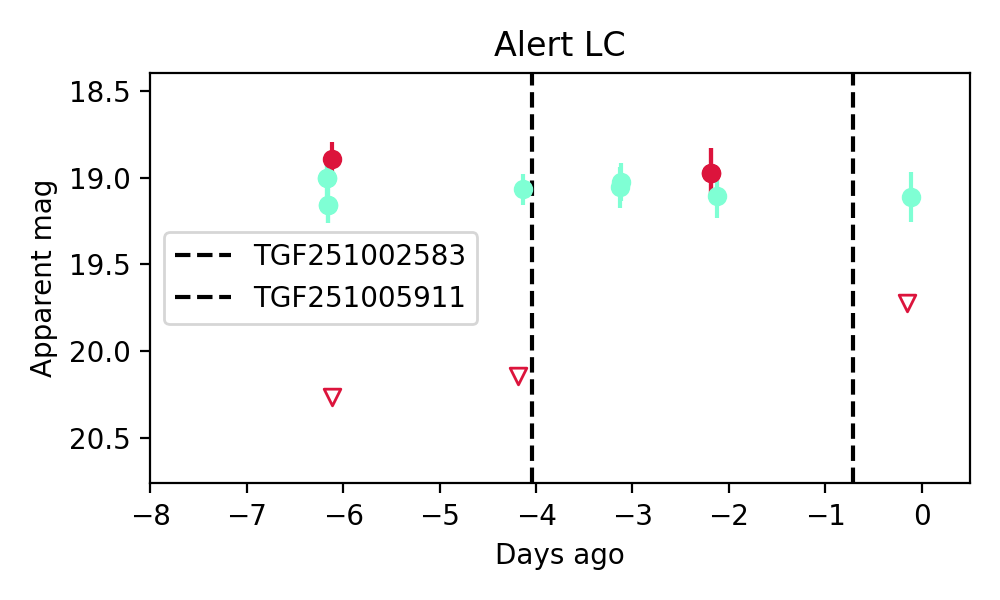 Alert LC
18.5
19.0
19.5
20.0
20.5
Apparent mag
TGF251002583
TGF251005911
−8 −7 −6 −5 −4 −3 −2 −1 0
Days ago